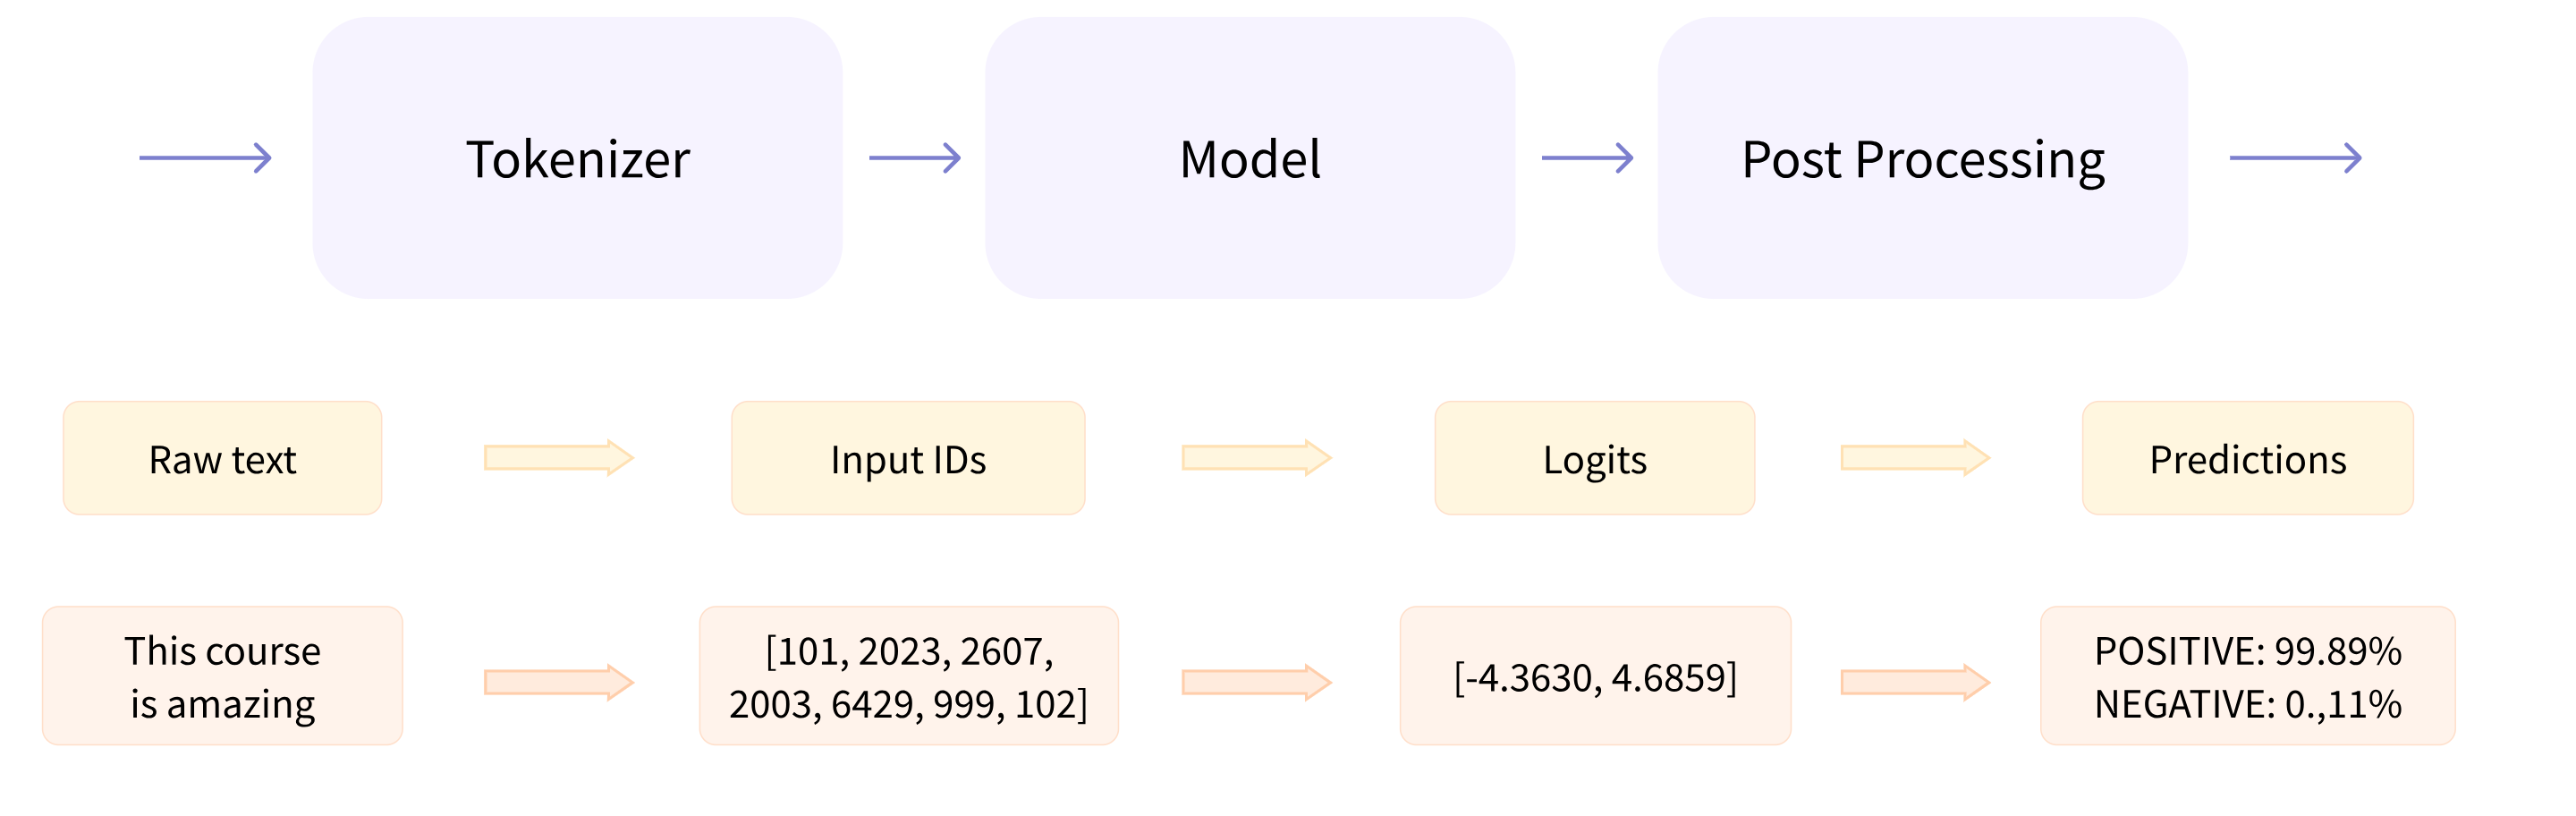 Tokenizer
Model
Post Processing
Raw text
Input IDs
Logits
Predictions
This course
is amazing
[101, 2023, 2607,
2003, 6429, 999, 102]
[-4.3630, 4.6859]
POSITIVE: 99.89%
NEGATIVE: 0.,11%